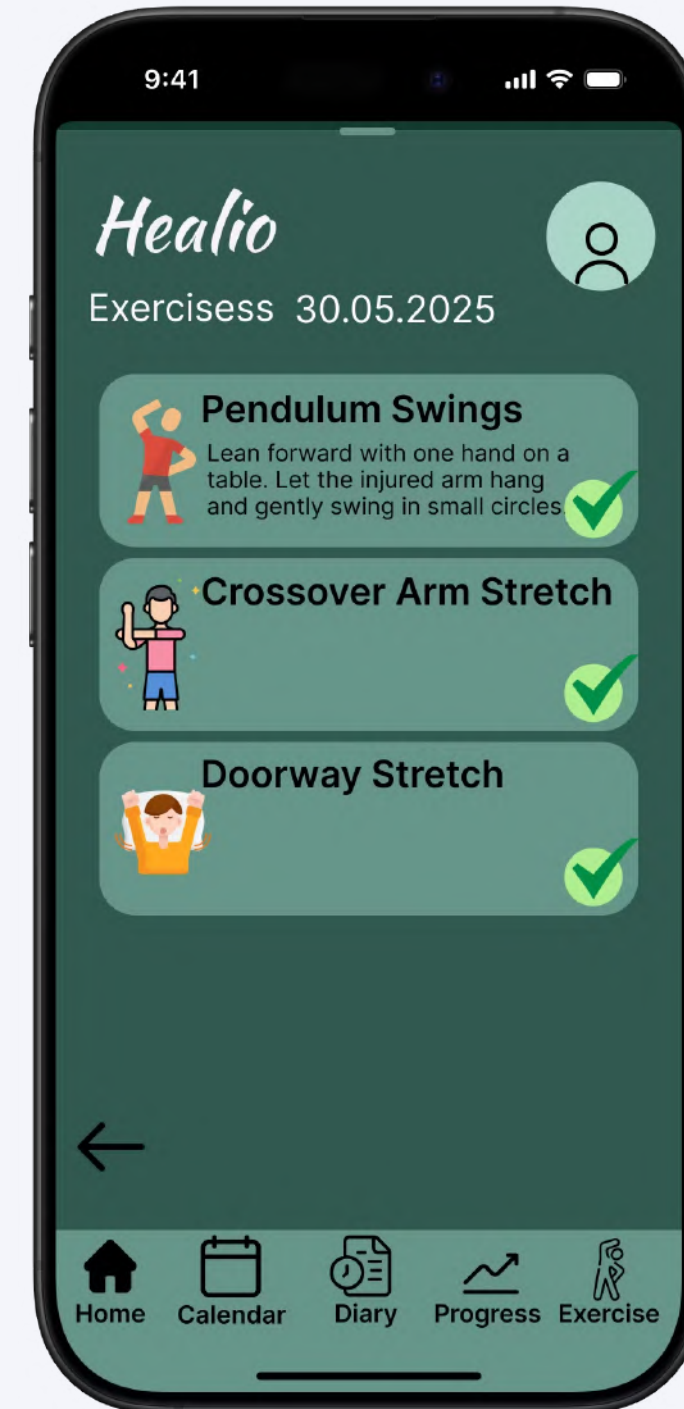 9:41
Healio
Exercisess 30.05.2025
Pendulum Swings
Lean forward with one hand on a
table. Let the injured arm hang
and gently swing in small circles.
Crossover Arm Stretch
Doorway Stretch
Home Calendar Diary Progress Exercise